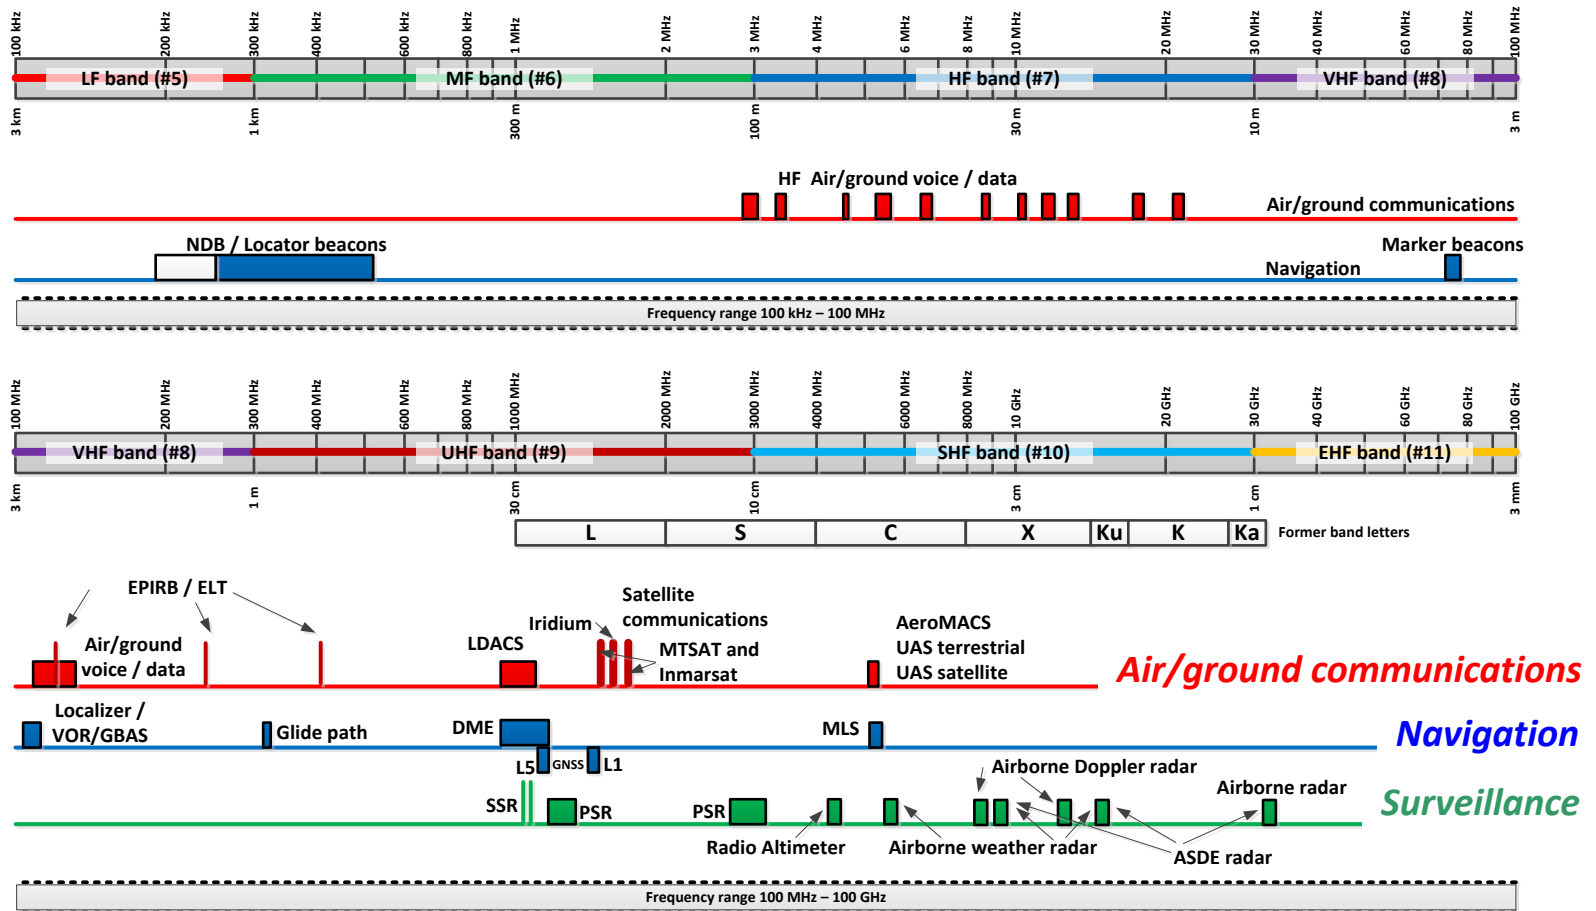 100 kHz
200 kHz
300 kHz
400 kHz
600 kHz
800 kHz
1 MHz
2 MHz
3 MHz
4 MHz
6 MHz
8 MHz
10 MHz
20 MHz
30 MHz
40 MHz
60 MHz
80 MHz
100 MHz
LF band (#5)
MF band (#6)
HF band (#7)
VHF band (#8)
3 km
1 km
300 m
100 m
30 m
10 m
3 m
HF Air/ground voice / data
Air/ground communications
NDB / Locator beacons
Marker beacons
Navigation
Frequency range 100 kHz – 100 MHz
100 MHz
200 MHz
300 MHz
400 MHz
600 MHz
800 MHz
1000 MHz
2000 MHz
3000 MHz
4000 MHz
6000 MHz
8000 MHz
10 GHz
20 GHz
30 GHz
40 GHz
60 GHz
80 GHz
100 GHz
VHF band (#8)
UHF band (#9)
SHF band (#10)
EHF band (#11)
3 km
1 m
30 cm
10 cm
3 cm
1 cm
3 mm
L
S
C
X
Ku
K
Ka
Former band letters
EPIRB / ELT
Air/ground
voice / data
LDACS
Iridium
Satellite
communications
MTSAT and
Inmarsat
AeroMACS
UAS terrestrial
UAS satellite
Air/ground communications
Localizer /
VOR/GBAS
Glide path
DME
MLS
Navigation
L5
GNSS
L1
Airborne Doppler radar
Airborne radar
SSR
PSR
PSR
Surveillance
Radio Altimeter
Airborne weather radar
ASDE radar
Frequency range 100 MHz – 100 GHz